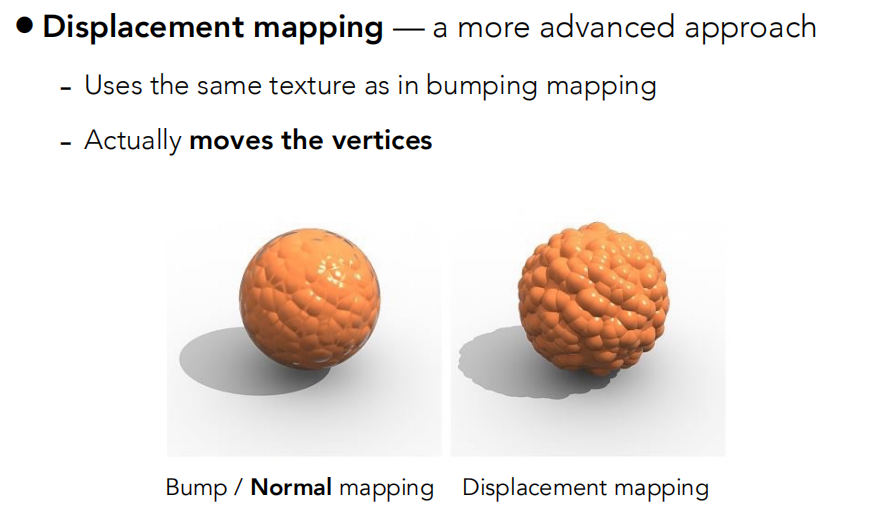 ● Displacement mapping — a more advanced approach
- Uses the same texture as in bumping mapping
- Actually moves the vertices
Bump / Normal mapping
Displacement mapping